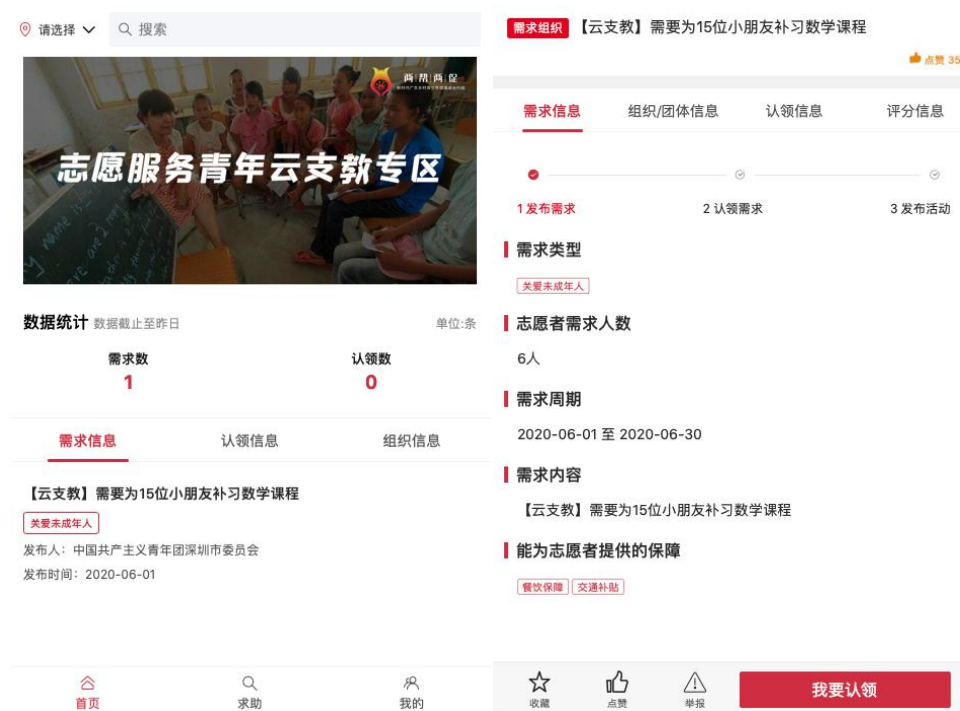 请选择
搜索
两帮两促
志愿服务青年云支教专区
my name is
数据统计 数据截止至昨日
单位:条
需求数
认领数
1
0
需求信息
认领信息
组织信息
【云支教】需要为15位小朋友补习数学课程
关爱未成年人
发布人：中国共产主义青年团深圳市委员会
发布时间：2020-06-01
首页
求助
我的
需求组织 【云支教】需要为15位小朋友补习数学课程
点赞 35
需求信息
组织/团体信息
认领信息
评分信息
1 发布需求
2 认领需求
3 发布活动
需求类型
关爱未成年人
志愿者需求人数
6人
需求周期
2020-06-01 至 2020-06-30
需求内容
【云支教】需要为15位小朋友补习数学课程
能为志愿者提供的保障
餐饮保障 交通补贴
收藏
点赞
举报
我要认领